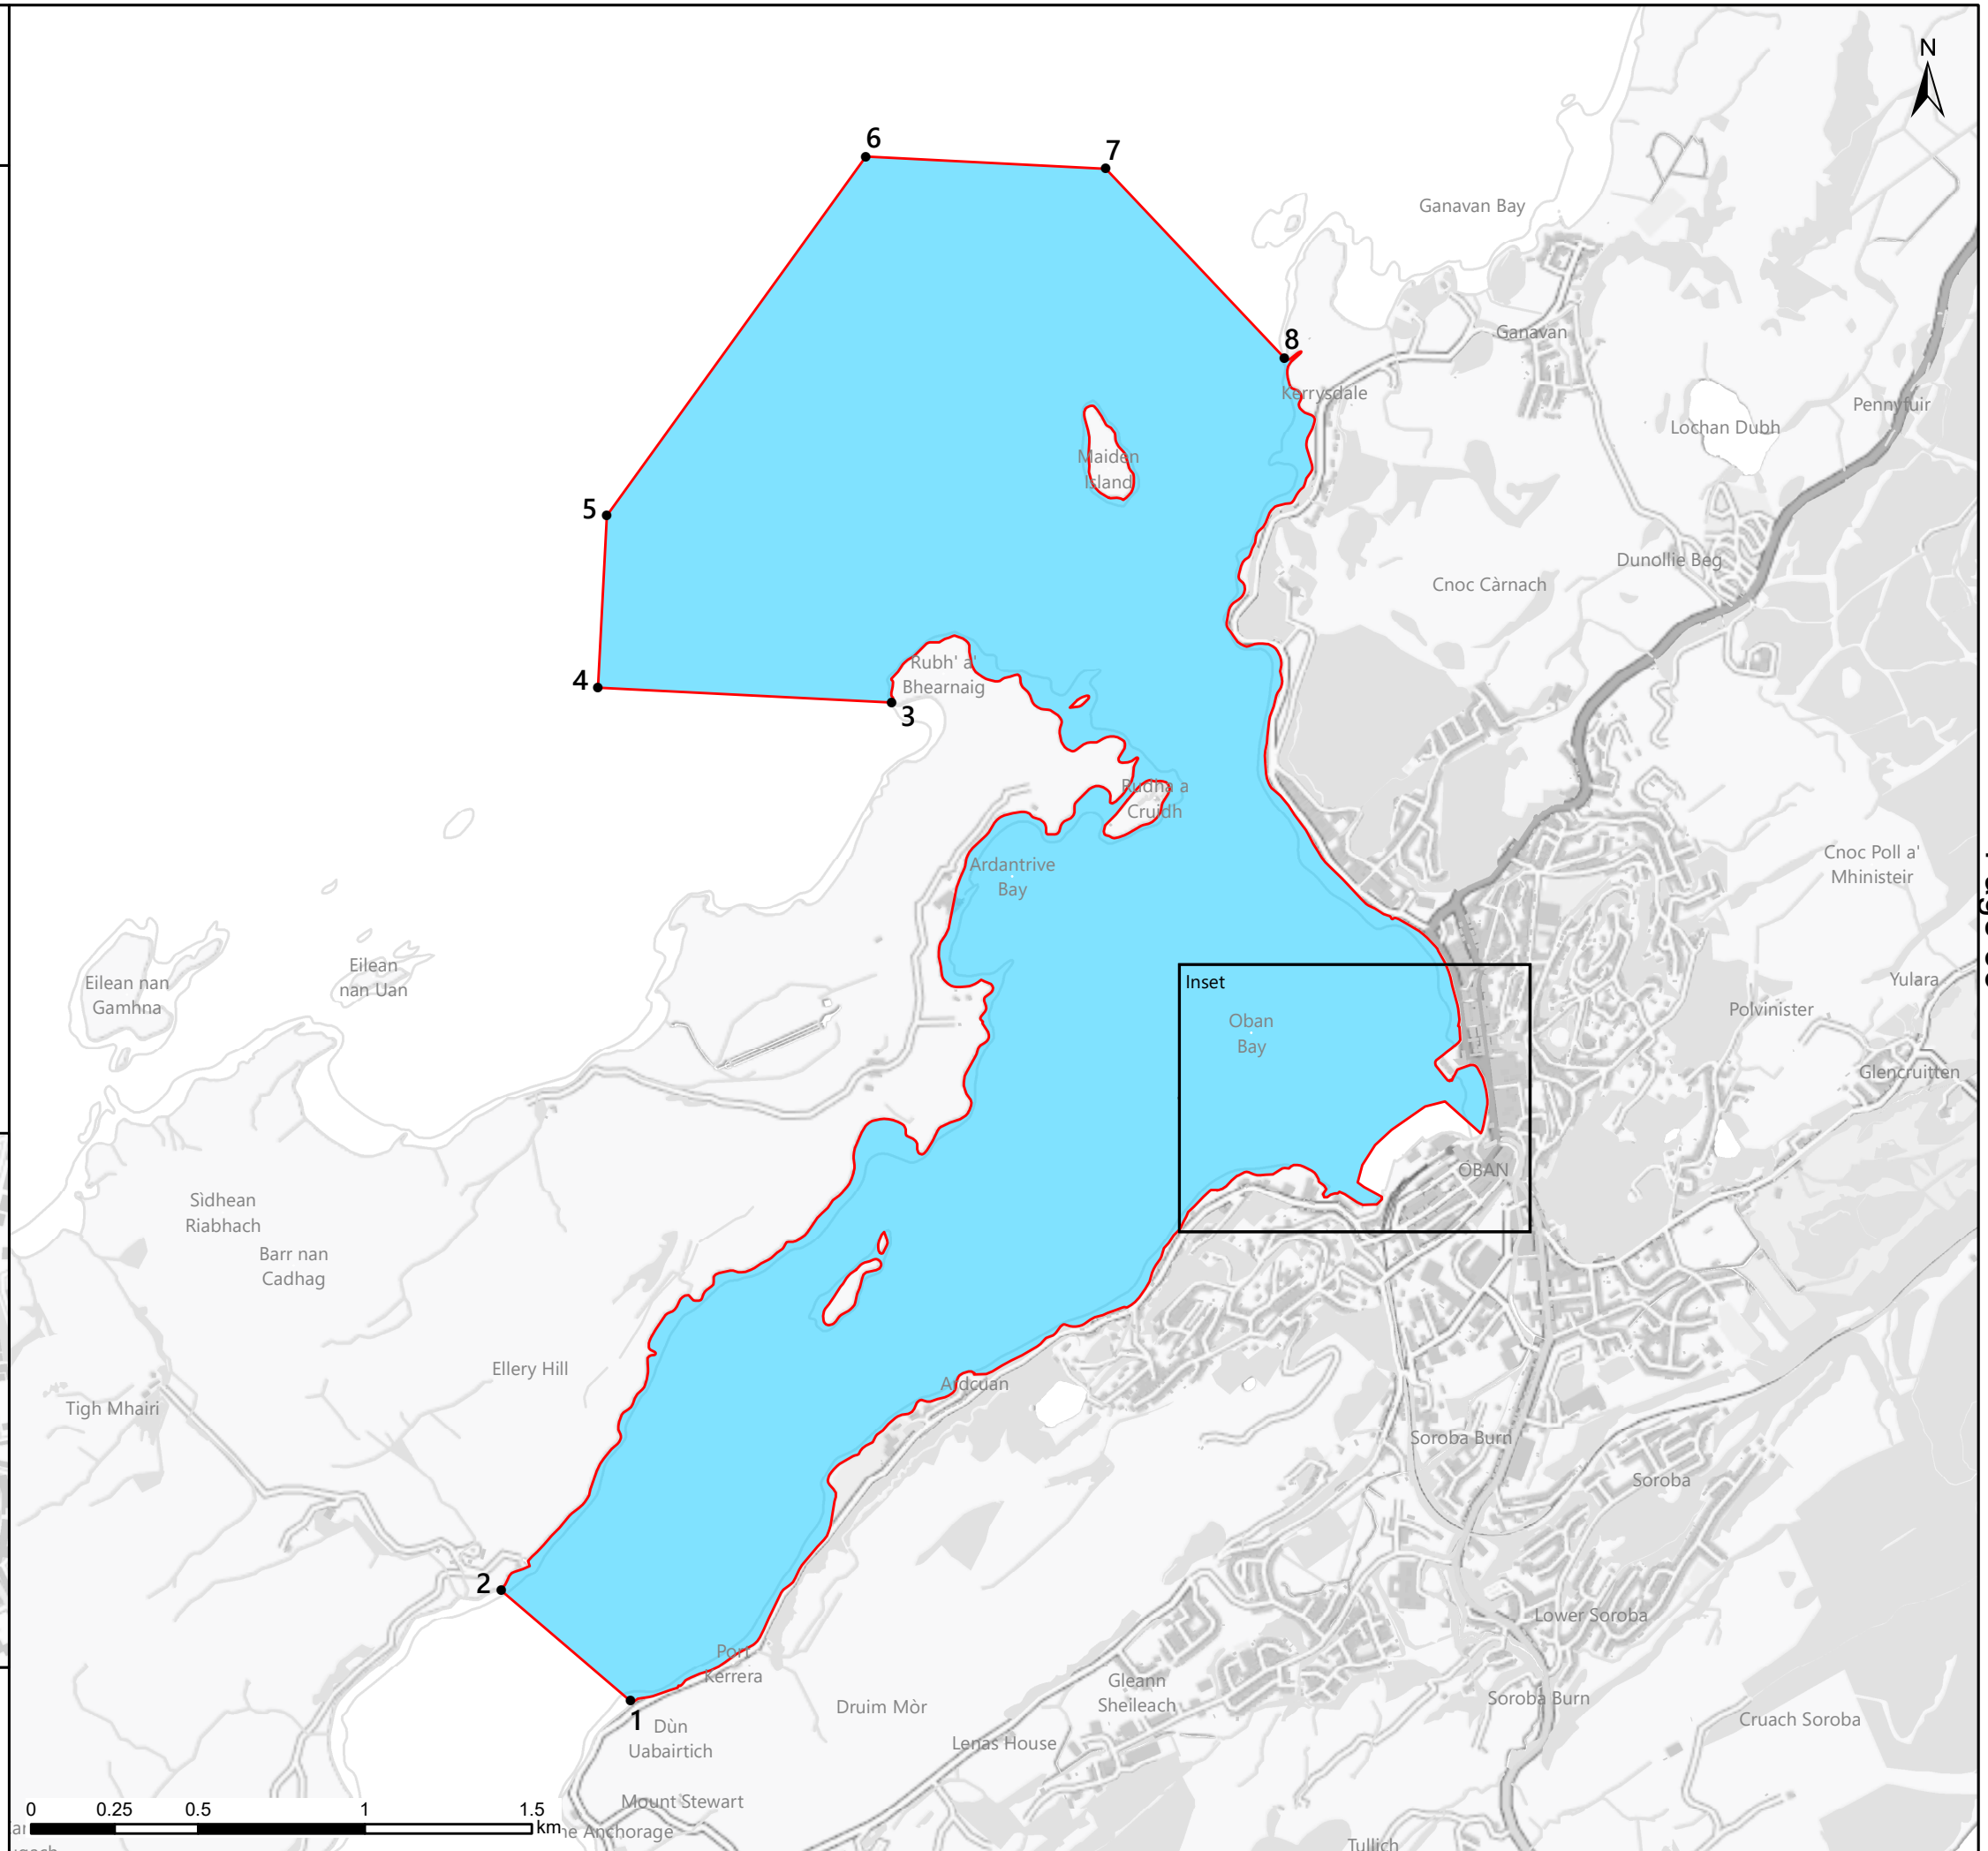 N
6
7
Ganavan Bay
8
Ganavan
Kerrysdale
Pennyfuir
Lochan Dubh
Maiden
Island
5
Dunollie Beg
Cnoc Càrnach
Rubh' a'
Bhearnaig
4
3
Rudha a
Cruidh
Ardantrive
Bay
Cnoc Poll a'
Mhinisteir
Eilean
nan Uan
Eilean nan
Gamhna
Inset
Yulara
Polvinister
Oban
Bay
Glencruitten
OBAN
Sìdhean
Riabhach
Barr nan
Cadhag
Ellery Hill
Ardcuan
Tigh Mhairi
Soroba Burn
Soroba
2
Lower Soroba
Port
Kerrera
Gleann
Sheileach
Druim Mòr
Soroba Burn
1
Dùn
Uabairtich
Cruach Soroba
Lenas House
Mount Stewart
0 0.25 0.5 1 1.5
km
Anchorage
Tullich